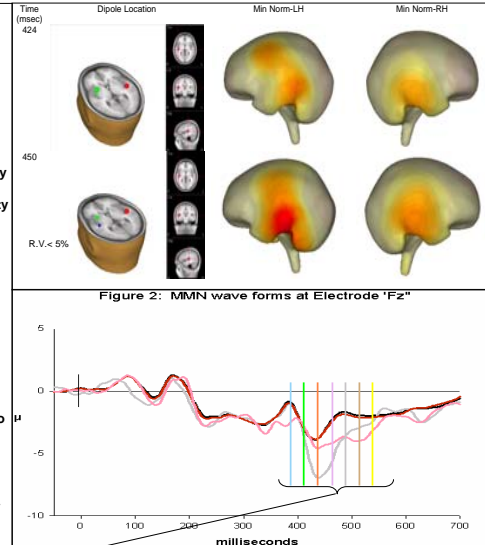 Time Dipole Location Min Norm-LH Min Norm-RH
(msec)
424
450
R.V.< 5%
Figure 2: MMN wave forms at Electrode 'Fz"
5
0
μ
-5
-10
0 100 200 300 400 500 600 700
milliseconds